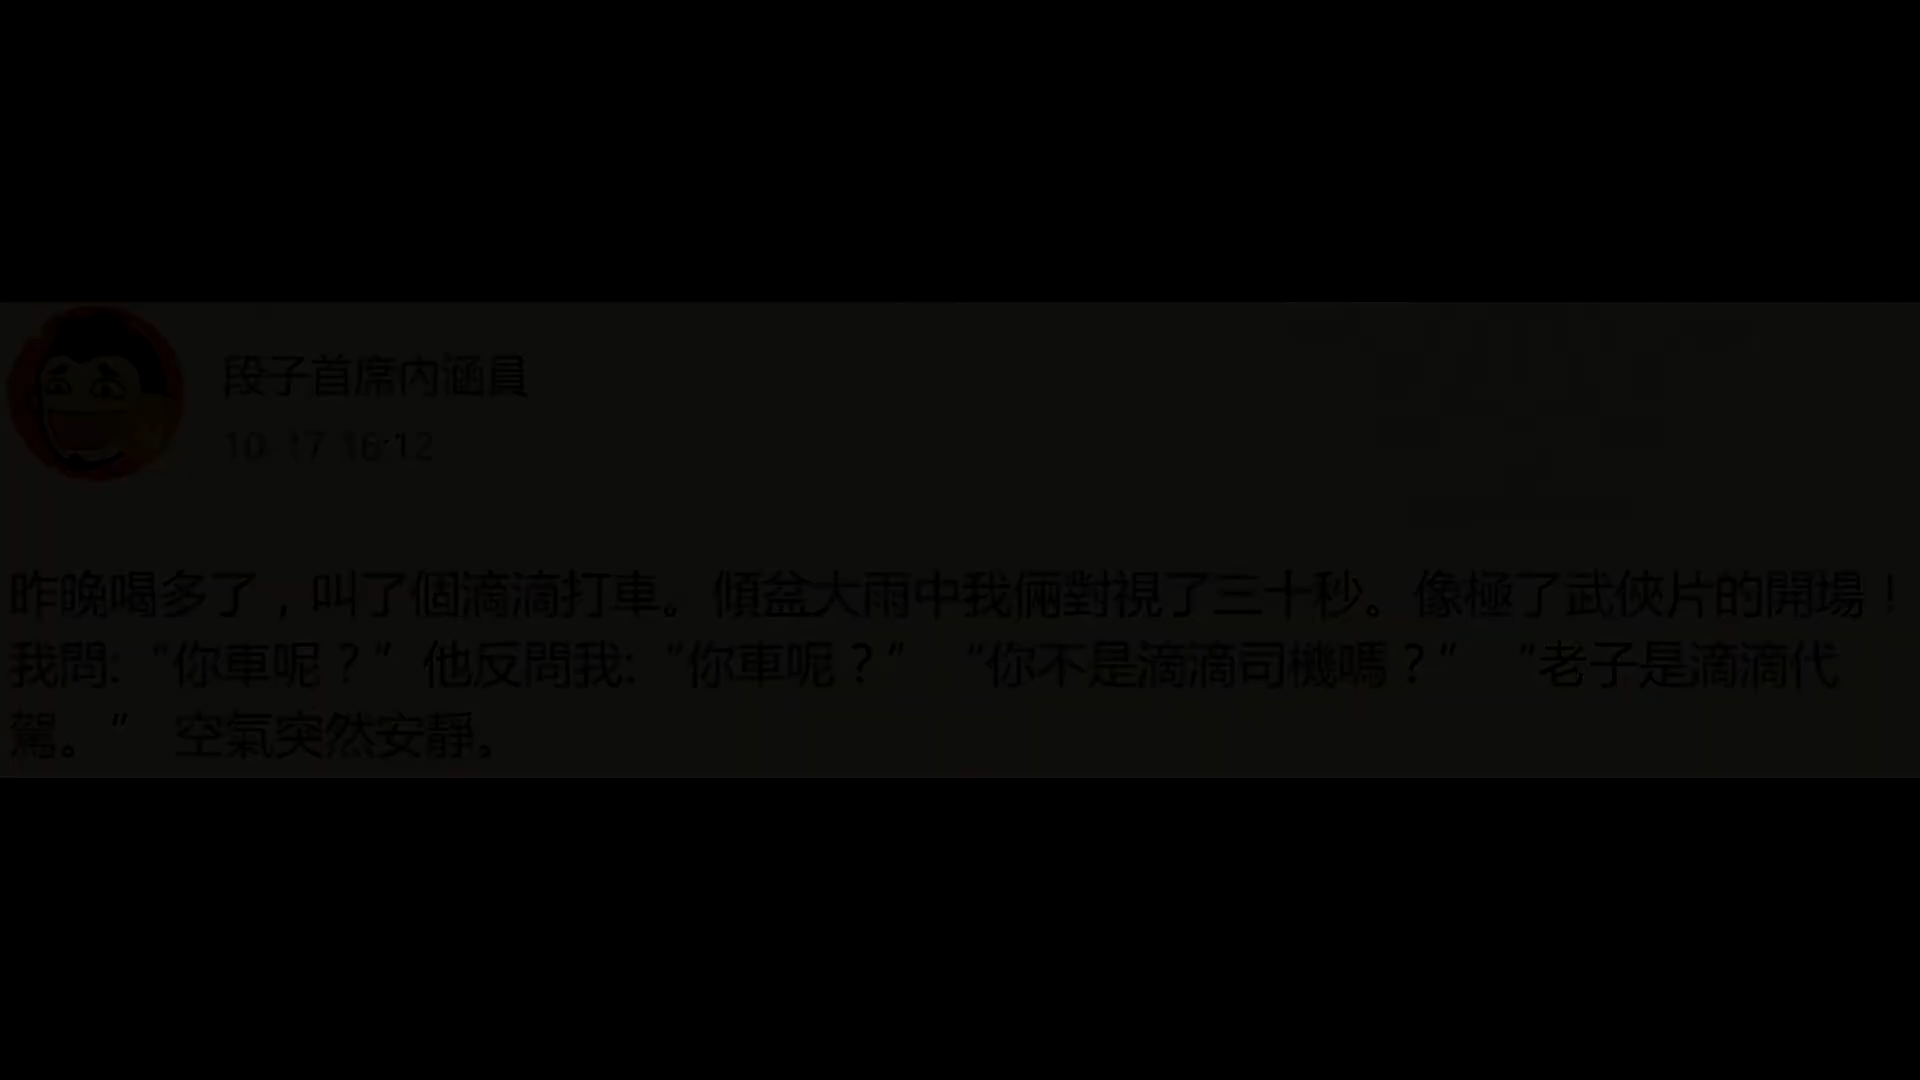 段子首席內涵員
10-17 16:12
昨晚喝多了，叫了個滴滴打車。傾盆大雨中我倆對視了三十秒。像極了武俠片的開場！
我問:“你車呢？”他反問我:“你車呢？” “你不是滴滴司機嗎？” “老子是滴滴代
駕。” 空氣突然安靜。